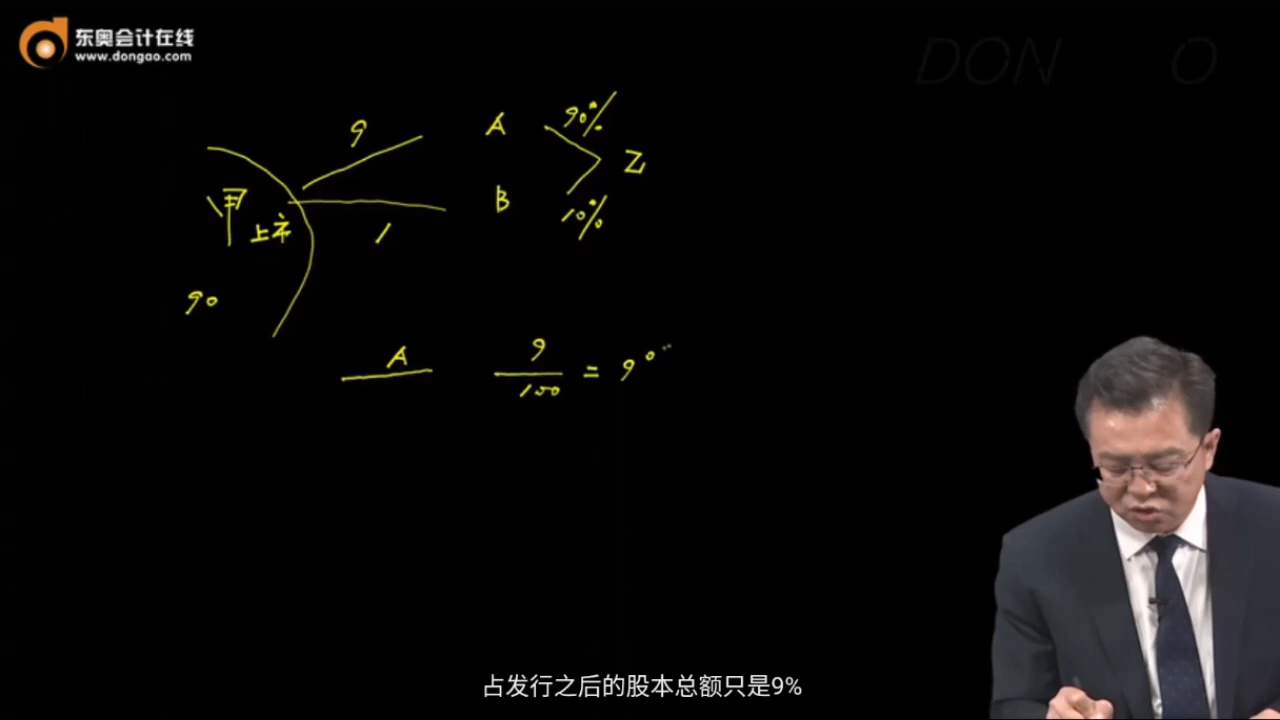 东奥会计在线
www.dongao.com
DON O
9 A 90%
Z
甲 上市 B
1 10%
90
A 9
100 = 9%
占发行之后的股本总额只是9%